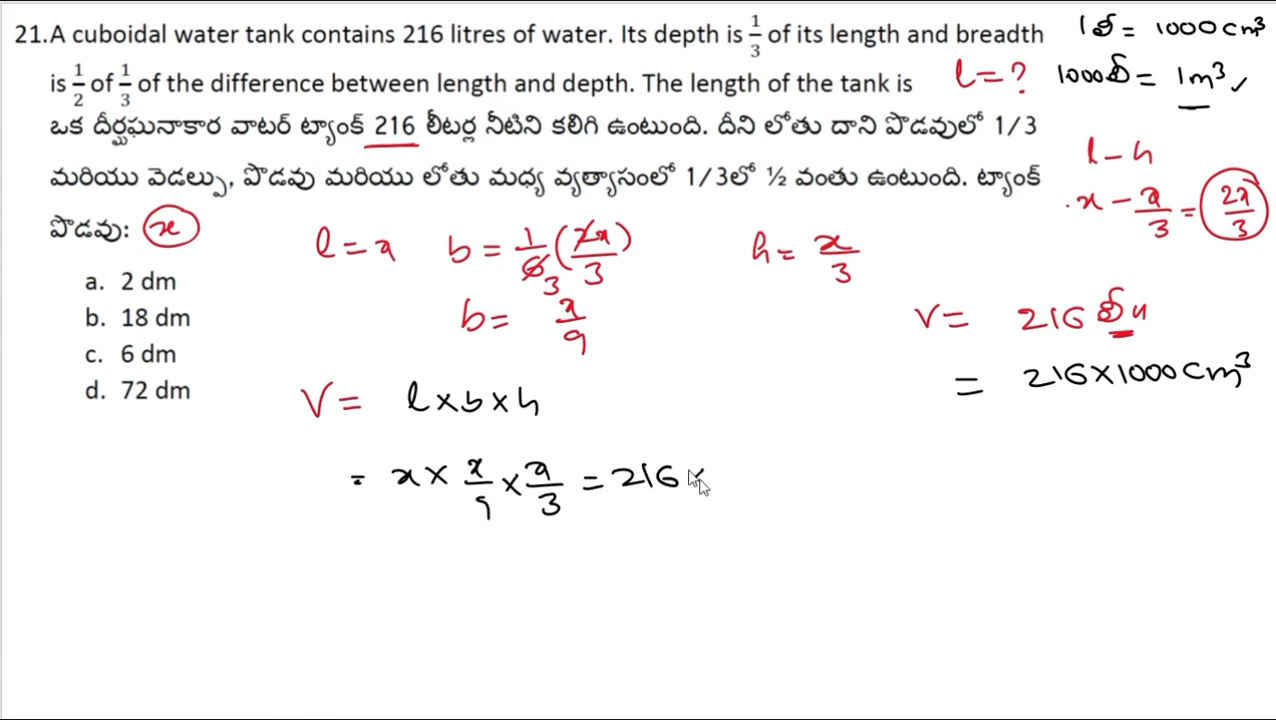 21.A cuboidal water tank contains 216 litres of water. Its depth is 1/3 of its length and breadth
is 1/2 of 1/3 of the difference between length and depth. The length of the tank is
ఒక దీర్ఘఘనాకార వాటర్ ట్యాంక్ 216 లీటర్ల నీటిని కలిగి ఉంటుంది. దీని లోతు దాని పొడవులో 1/3
మరియు వెడల్పు, పొడవు మరియు లోతు మధ్య వ్యత్యాసంలో 1/3లో ½ వంతు ఉంటుంది. ట్యాంక్
పొడవు: x
a. 2 dm
b. 18 dm
c. 6 dm
d. 72 dm
1లీ = 1000 cm³
l = ? 1000లీ = 1m³
l - h
x - x/3 = 2x/3
l = x b = 1/6 3 (2x/3) h = x/3
b = x/9
V = 216 లీ
= 216×1000 cm³
V = l×b×h
= x × x/9 × x/3 = 216 ×